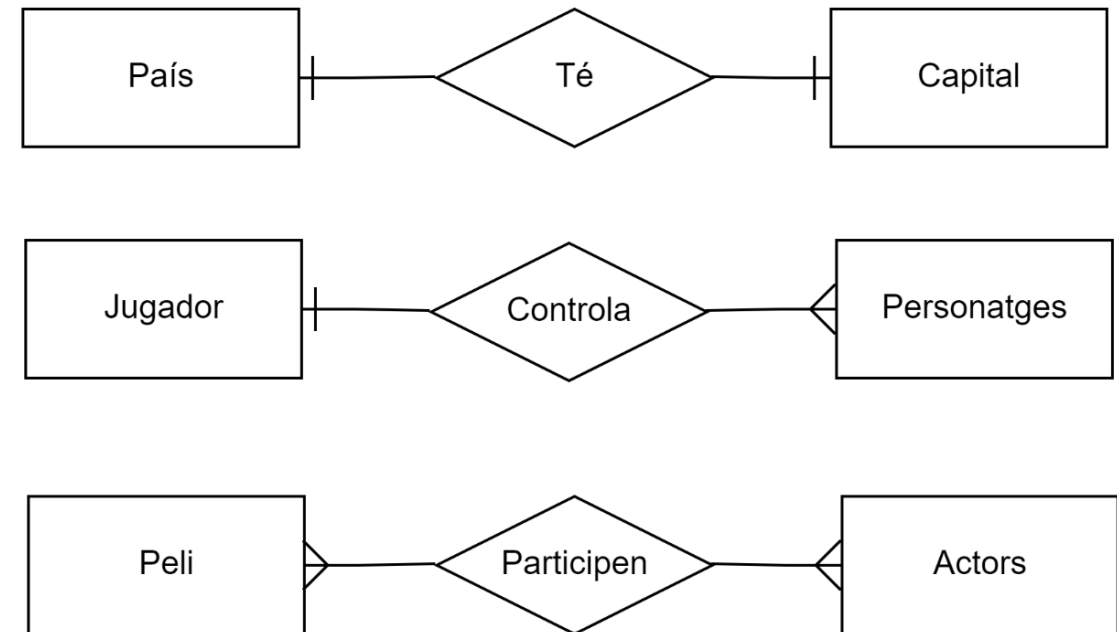 País
Té
Capital
Jugador
Controla
Personatges
Peli
Participen
Actors